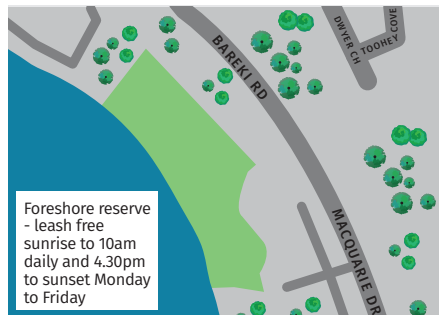 DWYER CH
TOOHEY COVE
BAREKI RD
MACQUARIE DR
Foreshore reserve
- leash free
sunrise to 10am
daily and 4.30pm
to sunset Monday
to Friday